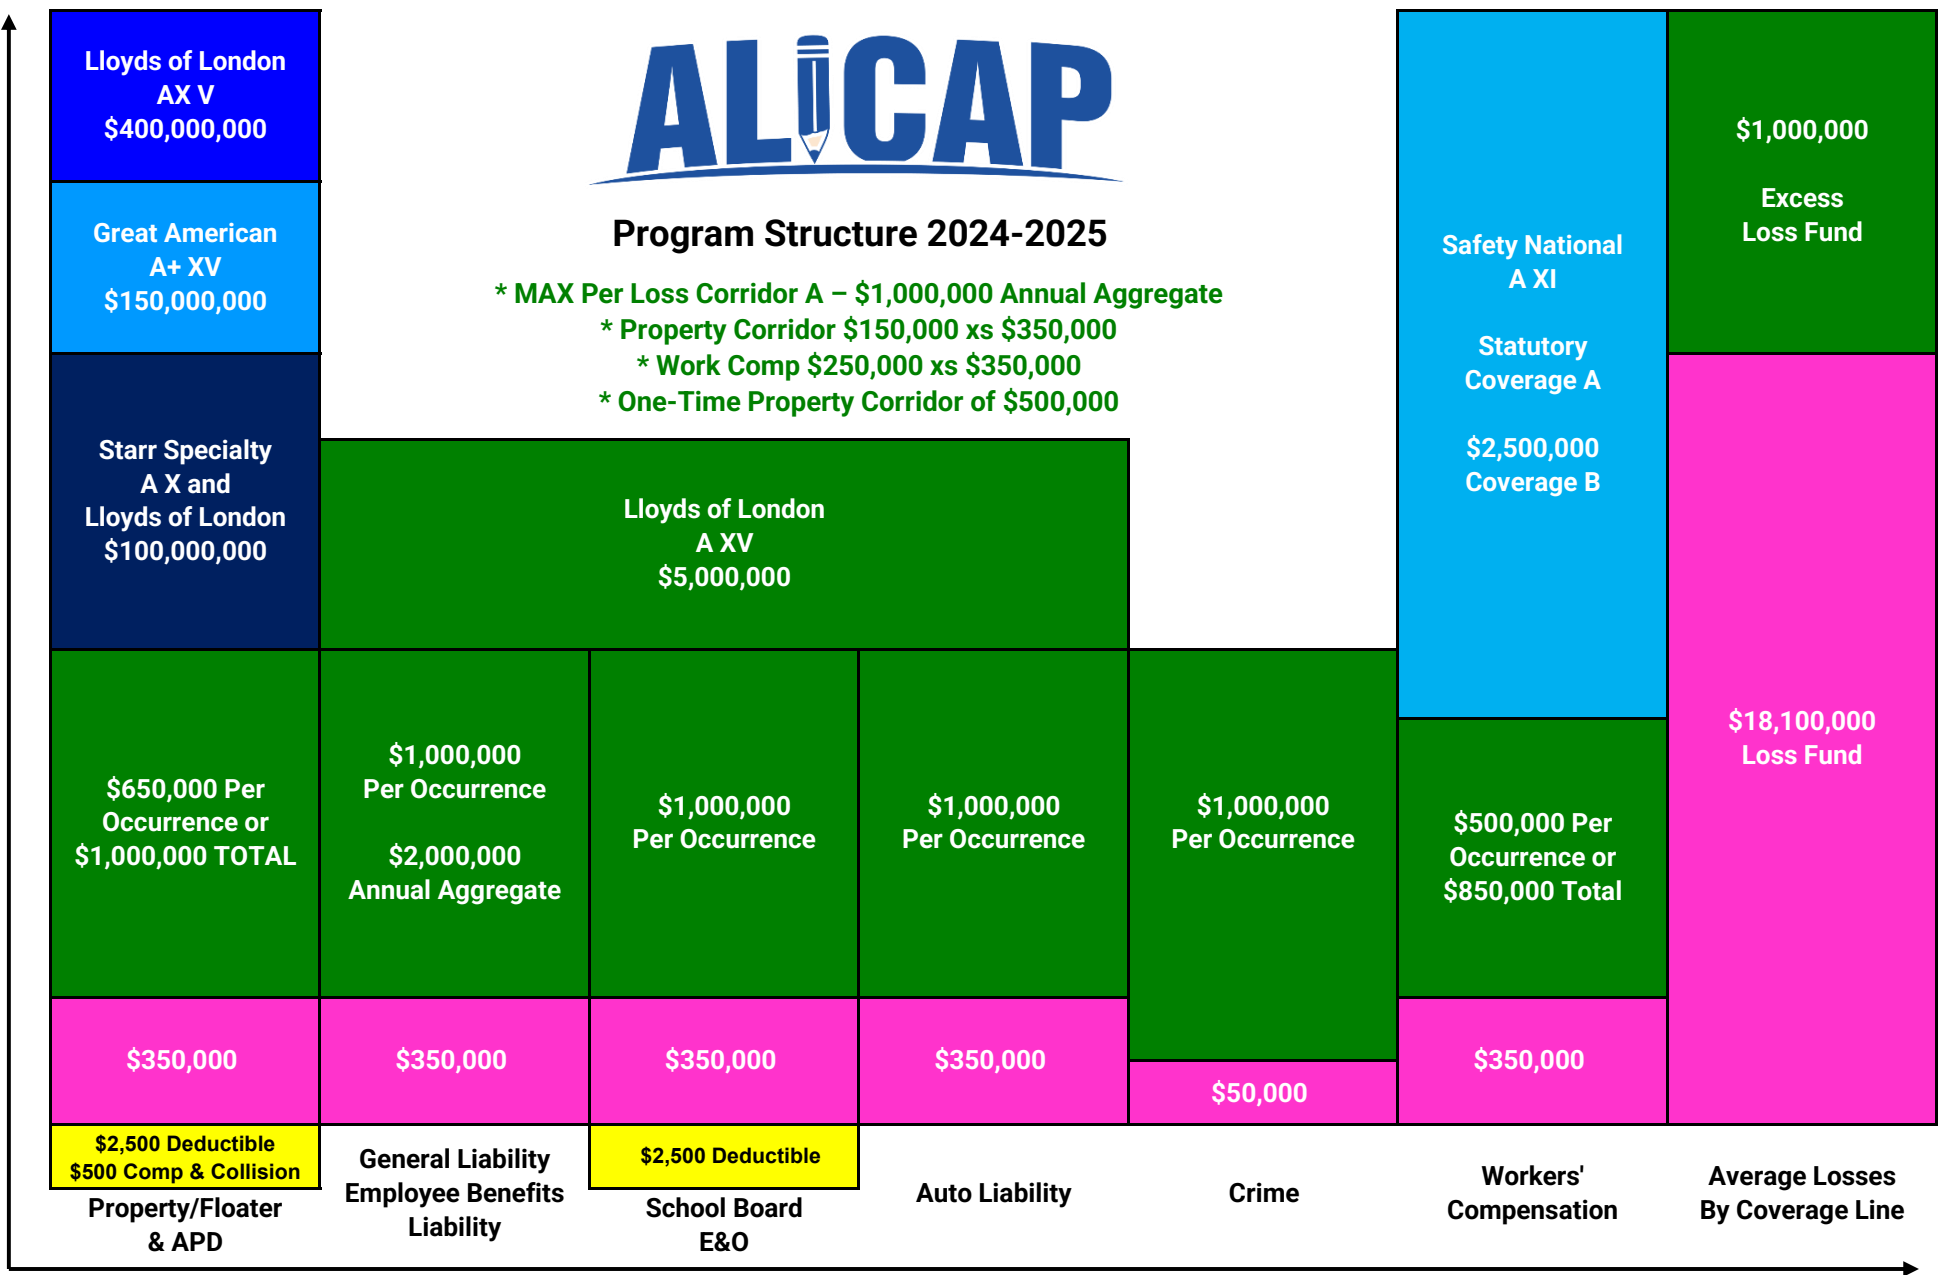 ALiCAP
Program Structure 2024-2025
* MAX Per Loss Corridor A – $1,000,000 Annual Aggregate
* Property Corridor $150,000 xs $350,000
* Work Comp $250,000 xs $350,000
* One-Time Property Corridor of $500,000
Lloyds of London
AX V
$400,000,000
Great American
A+ XV
$150,000,000
Starr Specialty
A X and
Lloyds of London
$100,000,000
$650,000 Per
Occurrence or
$1,000,000 TOTAL
$350,000
$2,500 Deductible
$500 Comp & Collision
Property/Floater
& APD
Lloyds of London
A XV
$5,000,000
$1,000,000
Per Occurrence
$2,000,000
Annual Aggregate
$350,000
General Liability
Employee Benefits
Liability
$1,000,000
Per Occurrence
$350,000
$2,500 Deductible
School Board
E&O
$1,000,000
Per Occurrence
$350,000
Auto Liability
$1,000,000
Per Occurrence
$50,000
Crime
Safety National
A XI
Statutory
Coverage A
$2,500,000
Coverage B
$500,000 Per
Occurrence or
$850,000 Total
$350,000
Workers'
Compensation
$1,000,000
Excess
Loss Fund
$18,100,000
Loss Fund
Average Losses
By Coverage Line